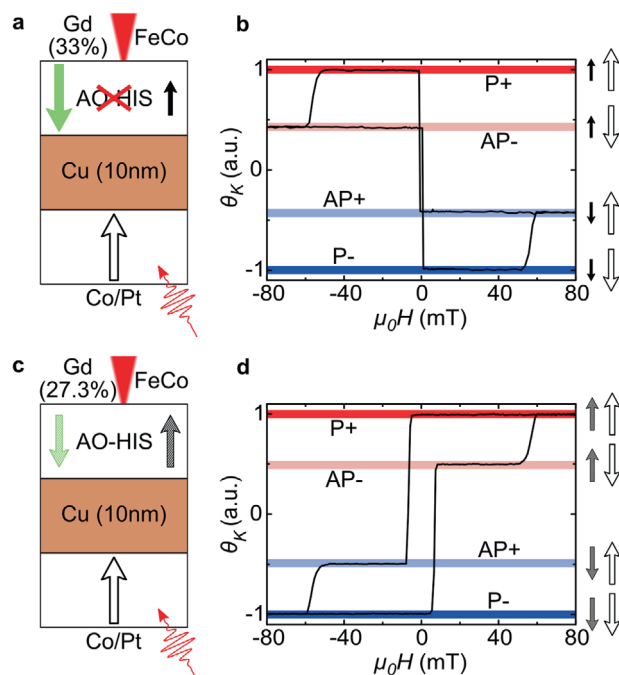 a
Gd
(33%)
FeCo
AO-HIS
Cu (10nm)
Co/Pt
b
θK (a.u.)
1
0
-1
P+
AP-
AP+
P-
-80
-40
0
40
80
μ0H (mT)
c
Gd
(27.3%)
FeCo
AO-HIS
Cu (10nm)
Co/Pt
d
θK (a.u.)
1
0
-1
P+
AP-
AP+
P-
-80
-40
0
40
80
μ0H (mT)